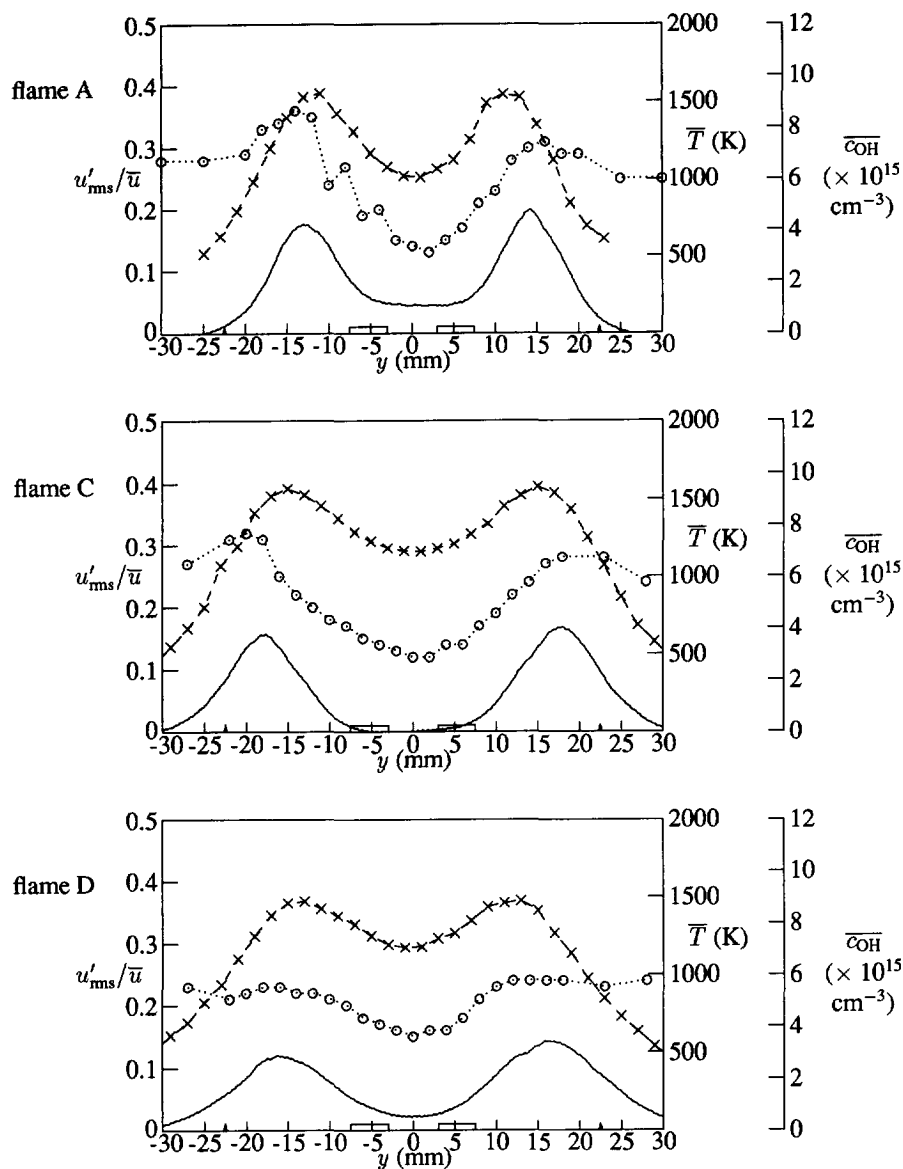 0.5 2000 12
flame A 0.4 1500 10
8
0.3 T̅ (K) c̅OH
u′rms/u̅ 1000 6 (× 10¹⁵
0.2 4 cm⁻³)
0.1 500 2
0 0
-30 -25 -20 -15 -10 -5 0 5 10 15 20 25 30
y (mm)
0.5 2000 12
flame C 0.4 1500 10
8
0.3 T̅ (K) c̅OH
u′rms/u̅ 1000 6 (× 10¹⁵
0.2 4 cm⁻³)
0.1 500 2
0 0
-30 -25 -20 -15 -10 -5 0 5 10 15 20 25 30
y (mm)
0.5 2000 12
flame D 0.4 1500 10
8
0.3 T̅ (K) c̅OH
u′rms/u̅ 1000 6 (× 10¹⁵
0.2 4 cm⁻³)
0.1 500 2
0 0
-30 -25 -20 -15 -10 -5 0 5 10 15 20 25 30
y (mm)